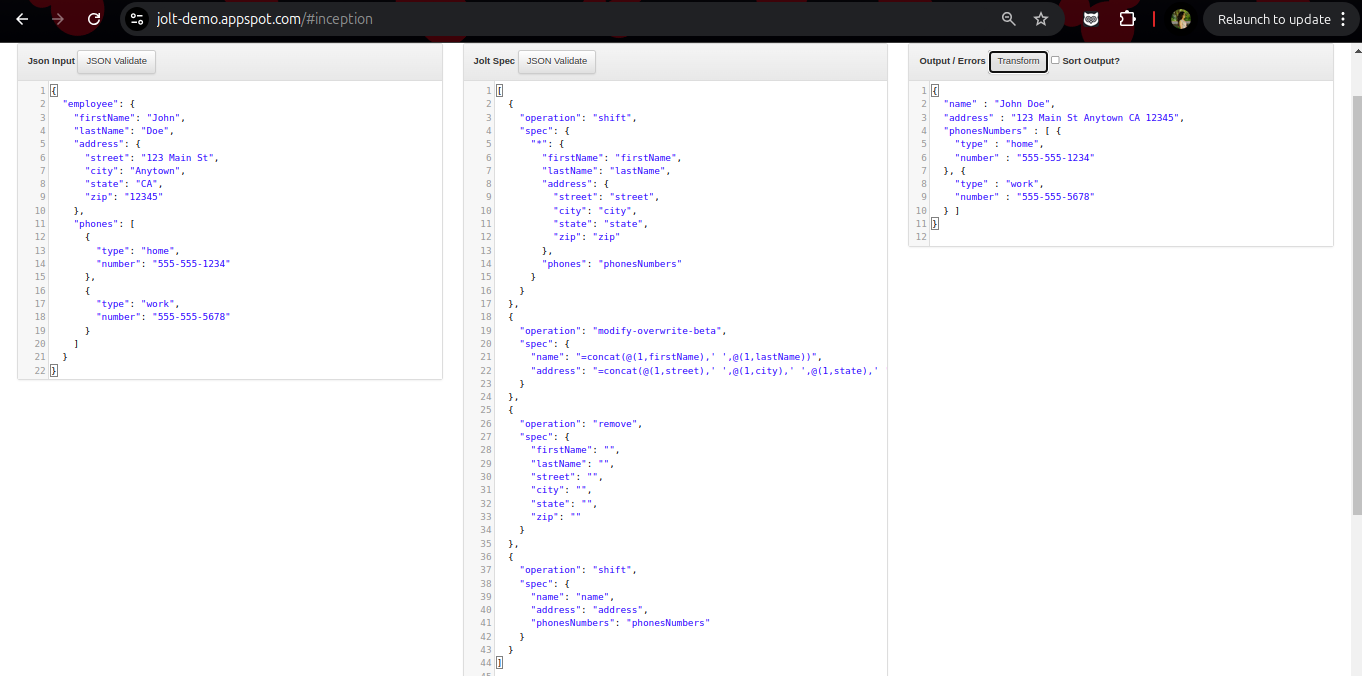 jolt-demo.appspot.com/#inception
Relaunch to update
Json Input JSON Validate
1 {
2 "employee": {
3 "firstName": "John",
4 "lastName": "Doe",
5 "address": {
6 "street": "123 Main St",
7 "city": "Anytown",
8 "state": "CA",
9 "zip": "12345"
10 },
11 "phones": [
12 {
13 "type": "home",
14 "number": "555-555-1234"
15 },
16 {
17 "type": "work",
18 "number": "555-555-5678"
19 }
20 ]
21 }
22 }
Jolt Spec JSON Validate
1 [
2 {
3 "operation": "shift",
4 "spec": {
5 "*": {
6 "firstName": "firstName",
7 "lastName": "lastName",
8 "address": {
9 "street": "street",
10 "city": "city",
11 "state": "state",
12 "zip": "zip"
13 },
14 "phones": "phonesNumbers"
15 }
16 }
17 },
18 {
19 "operation": "modify-overwrite-beta",
20 "spec": {
21 "name": "=concat(@(1,firstName),' ',@(1,lastName))",
22 "address": "=concat(@(1,street),' ',@(1,city),' ',@(1,state),'
23 }
24 },
25 {
26 "operation": "remove",
27 "spec": {
28 "firstName": "",
29 "lastName": "",
30 "street": "",
31 "city": "",
32 "state": "",
33 "zip": ""
34 }
35 },
36 {
37 "operation": "shift",
38 "spec": {
39 "name": "name",
40 "address": "address",
41 "phonesNumbers": "phonesNumbers"
42 }
43 }
44 ]
Output / Errors Transform Sort Output?
1 {
2 "name" : "John Doe",
3 "address" : "123 Main St Anytown CA 12345",
4 "phonesNumbers" : [ {
5 "type" : "home",
6 "number" : "555-555-1234"
7 }, {
8 "type" : "work",
9 "number" : "555-555-5678"
10 } ]
11 }
12